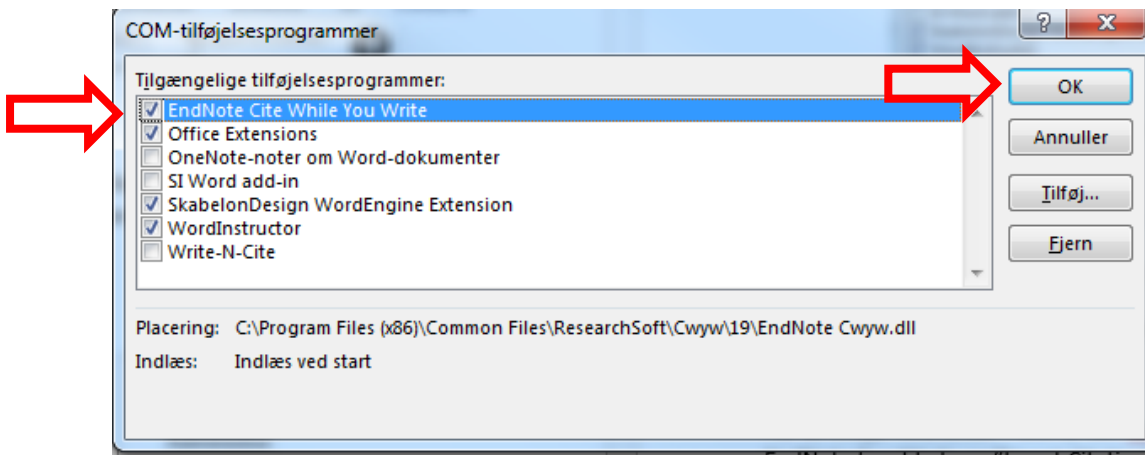 COM-tilføjelsesprogrammer
Tilgængelige tilføjelsesprogrammer:
EndNote Cite While You Write
Office Extensions
OneNote-noter om Word-dokumenter
SI Word add-in
SkabelonDesign WordEngine Extension
WordInstructor
Write-N-Cite
OK
Annuller
Tilføj...
Fjern
Placering: C:\Program Files (x86)\Common Files\ResearchSoft\Cwyw\19\EndNote Cwyw.dll
Indlæs: Indlæs ved start